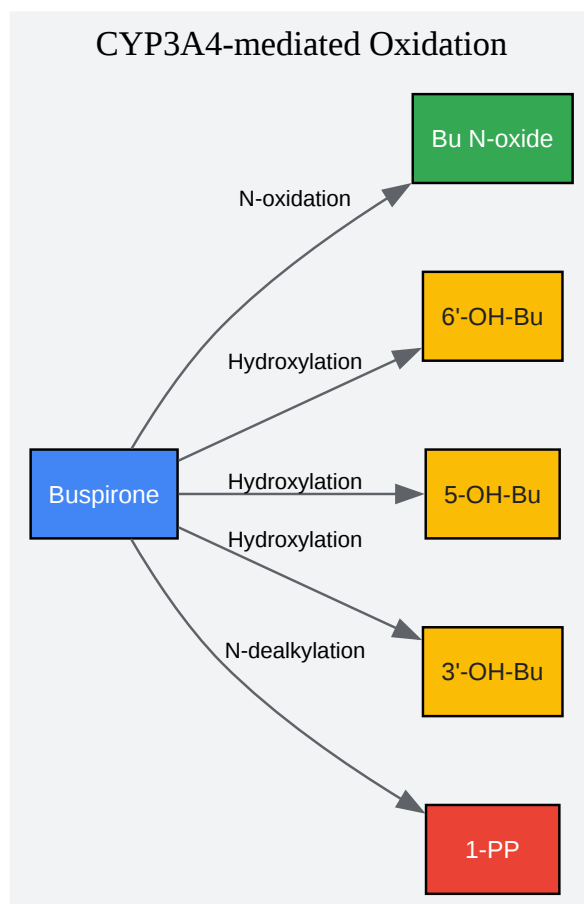 CYP3A4-mediated Oxidation
Bu N-oxide
N-oxidation
6'-OH-Bu
Hydroxylation
Buspirone
Hydroxylation
5-OH-Bu
Hydroxylation
3'-OH-Bu
N-dealkylation
1-PP